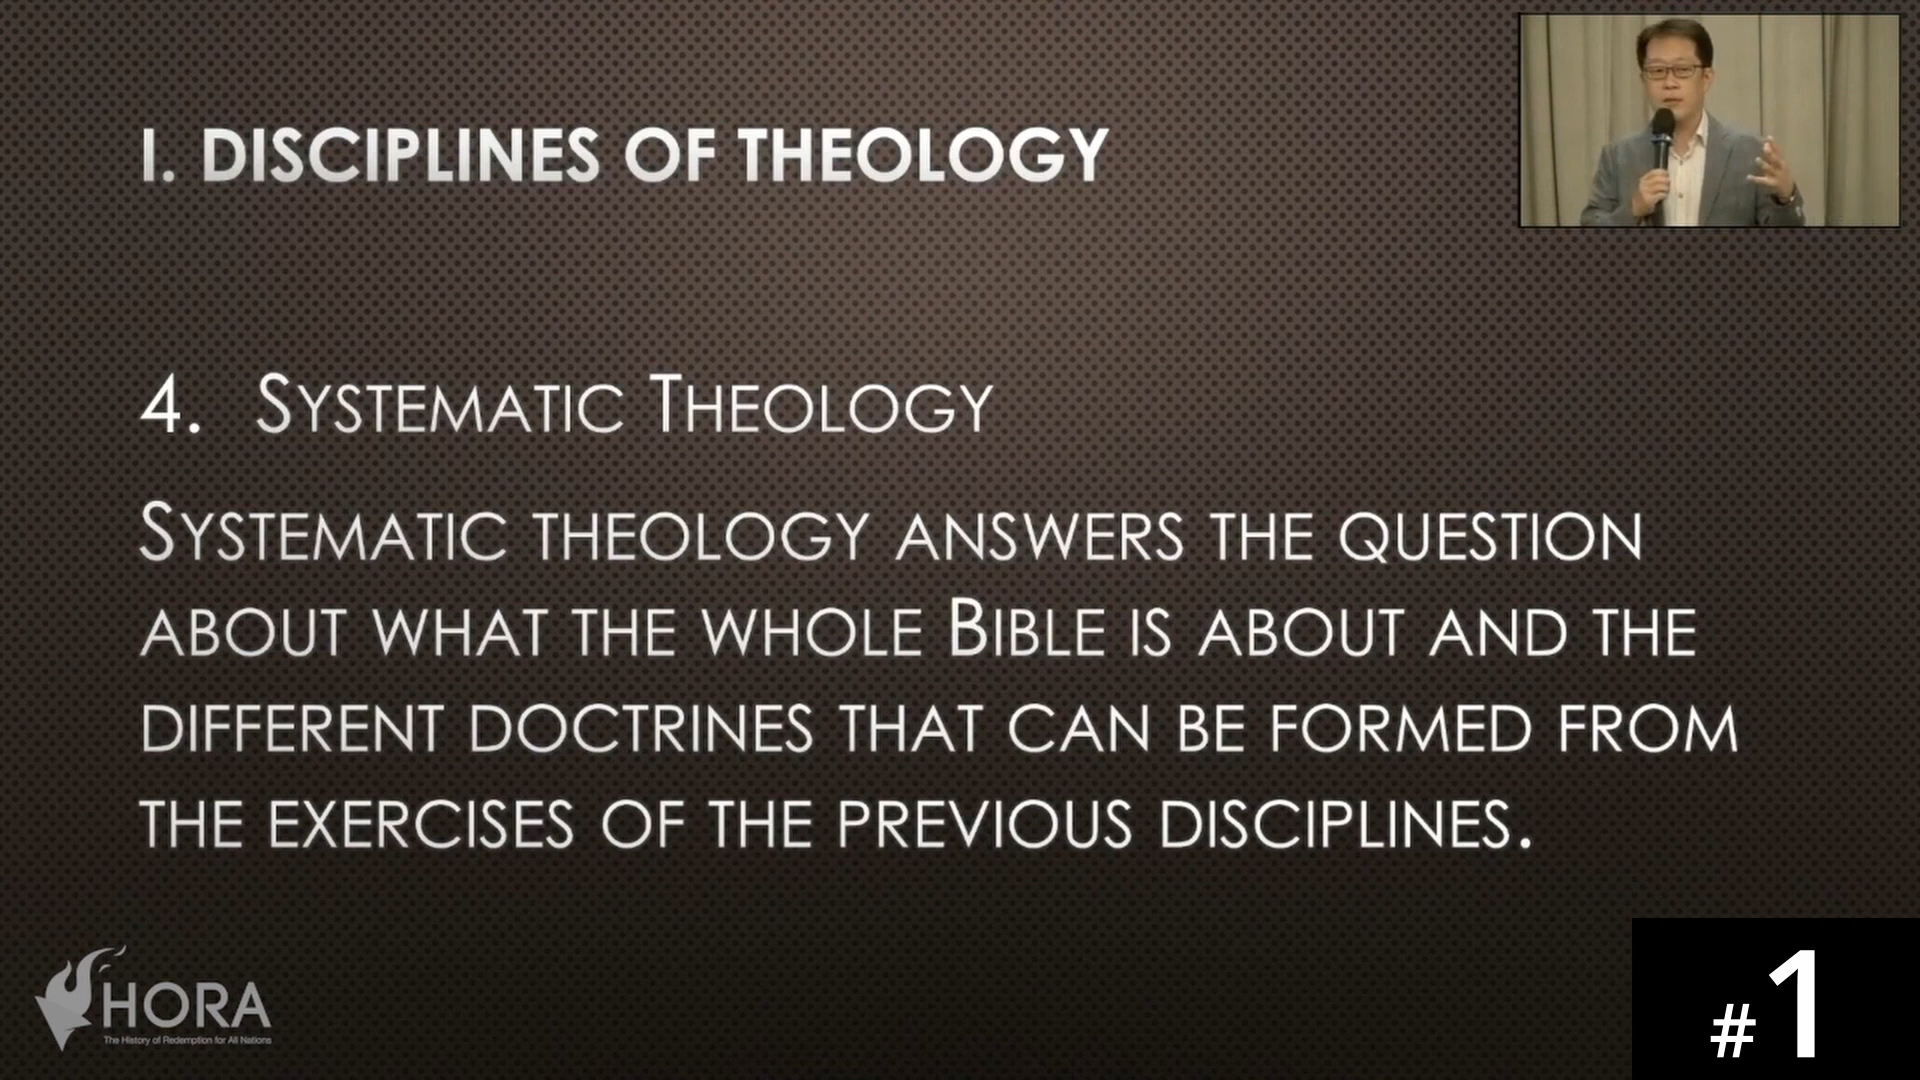 I. DISCIPLINES OF THEOLOGY
4. SYSTEMATIC THEOLOGY
SYSTEMATIC THEOLOGY ANSWERS THE QUESTION
ABOUT WHAT THE WHOLE BIBLE IS ABOUT AND THE
DIFFERENT DOCTRINES THAT CAN BE FORMED FROM
THE EXERCISES OF THE PREVIOUS DISCIPLINES.
HORA
The History of Redemption for All Nations
#1